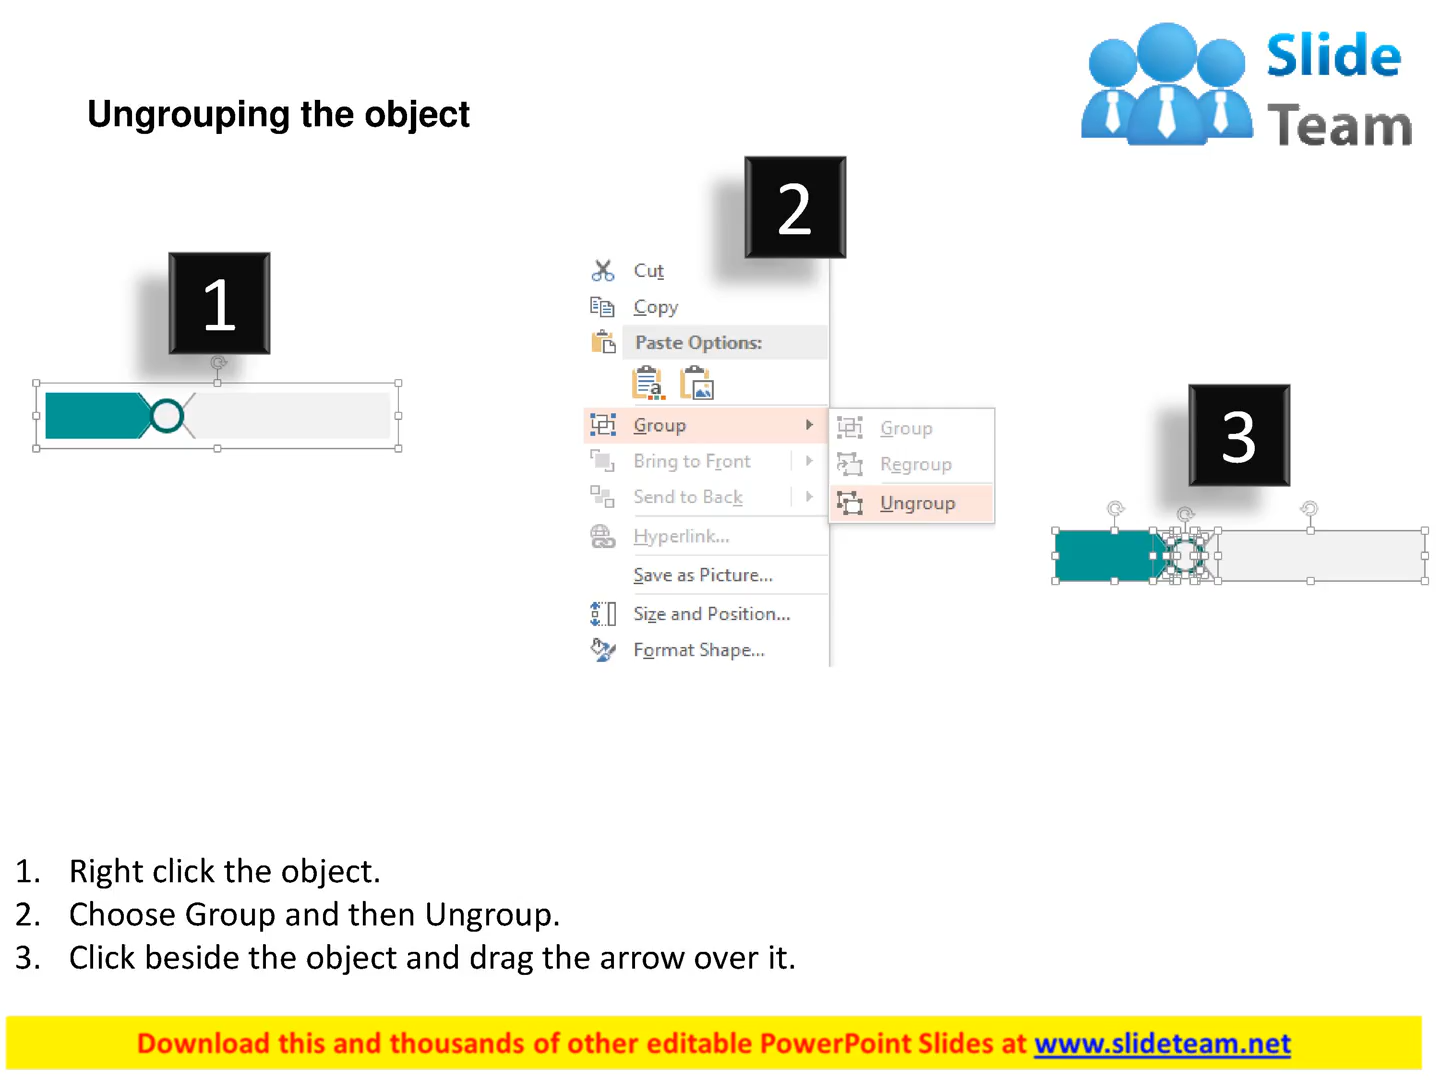 Slide
Team
Ungrouping the object
1
2
3
Cut
Copy
Paste Options:
Group
Bring to Front
Send to Back
Hyperlink...
Save as Picture...
Size and Position...
Format Shape...
Group
Regroup
Ungroup
1. Right click the object.
2. Choose Group and then Ungroup.
3. Click beside the object and drag the arrow over it.
Download this and thousands of other editable PowerPoint Slides at www.slideteam.net